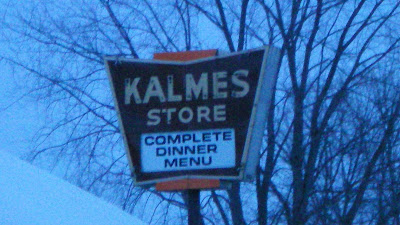 KALMES
STORE
COMPLETE
DINNER
MENU